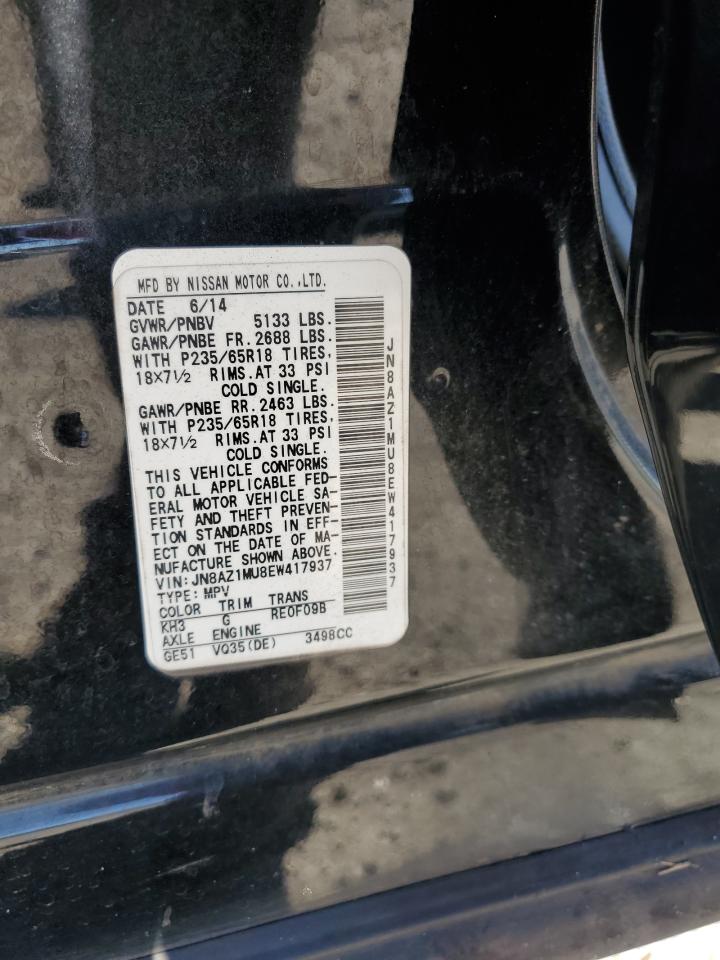 MFD BY NISSAN MOTOR CO.,LTD.
DATE 6/14
GVWR/PNBV 5133 LBS.
GAWR/PNBE FR. 2688 LBS.
WITH P235/65R18 TIRES,
18X7½ RIMS. AT 33 PSI
COLD SINGLE.
GAWR/PNBE RR. 2463 LBS.
WITH P235/65R18 TIRES,
18X7½ RIMS. AT 33 PSI
COLD SINGLE.
THIS VEHICLE CONFORMS
TO ALL APPLICABLE FED-
ERAL MOTOR VEHICLE SA-
FETY AND THEFT PREVEN-
TION STANDARDS IN EFF-
ECT ON THE DATE OF MA-
NUFACTURE SHOWN ABOVE.
VIN: JN8AZ1MU8EW417937
TYPE: MPV
COLOR TRIM TRANS
KH3 G RE0F09B
AXLE ENGINE
GE51 VQ35(DE) 3498CC
JN8AZ1MU8EW417937